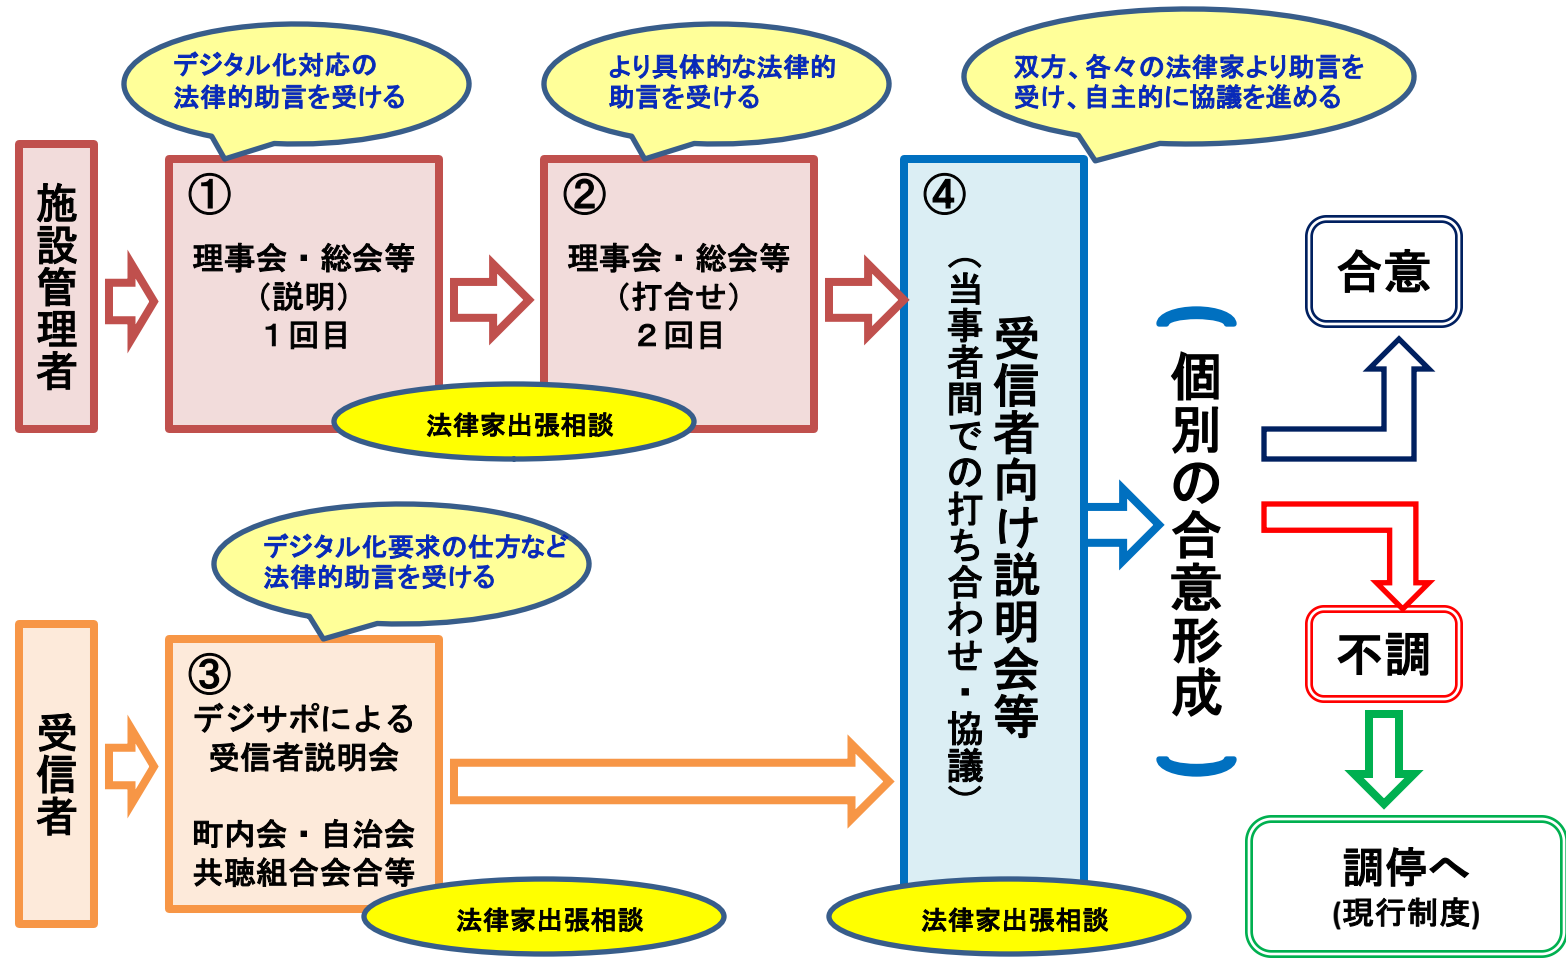 デジタル化対応の
法律的助言を受ける
より具体的な法律的
助言を受ける
双方、各々の法律家より助言を
受け、自主的に協議を進める
施設管理者
①
理事会・総会等
（説明）
１回目
②
理事会・総会等
（打合せ）
２回目
法律家出張相談
④
受信者向け説明会等
（当事者間での打ち合わせ・協議）
（個別の合意形成）
合意
不調
調停へ
(現行制度)
デジタル化要求の仕方など
法律的助言を受ける
受信者
③
デジサポによる
受信者説明会
町内会・自治会
共聴組合会合等
法律家出張相談
法律家出張相談